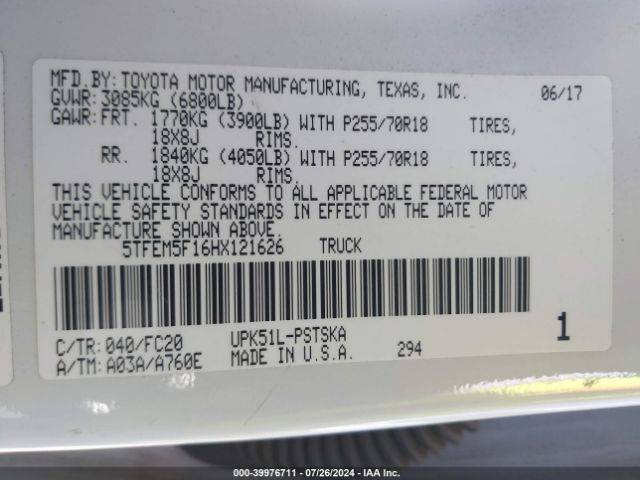 MFD.BY:TOYOTA MOTOR MANUFACTURING, TEXAS, INC. 06/17
GVWR:3085KG (6800LB)
GAWR:FRT. 1770KG (3900LB) WITH P255/70R18 TIRES,
18X8J RIMS.
RR. 1840KG (4050LB) WITH P255/70R18 TIRES,
18X8J RIMS.
THIS VEHICLE CONFORMS TO ALL APPLICABLE FEDERAL MOTOR
VEHICLE SAFETY STANDARDS IN EFFECT ON THE DATE OF
MANUFACTURE SHOWN ABOVE.
5TFEM5F16HX121626 TRUCK
C/TR:040/FC20 UPK51L-PSTSKA 1
A/TM:A03A/A760E MADE IN U.S.A. 294
000-39976711 - 07/26/2024 - IAA Inc.